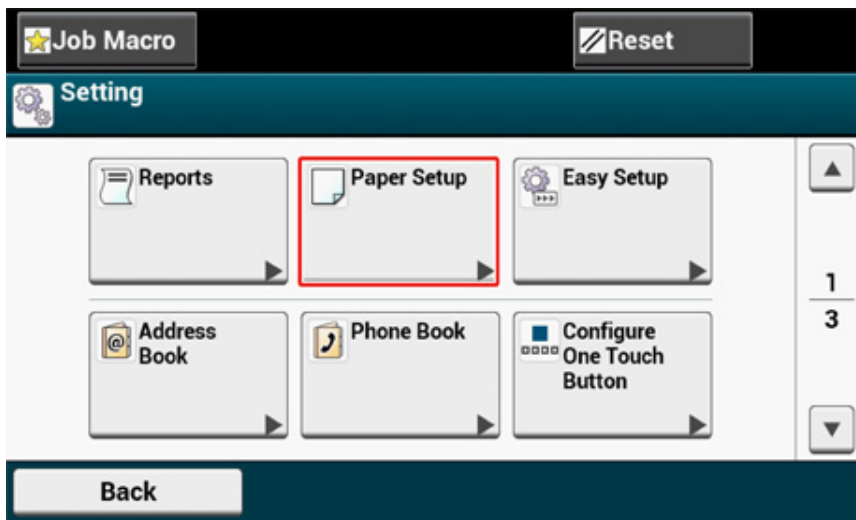 Job Macro
Reset
Setting
Reports
Paper Setup
Easy Setup
1
3
Address
Book
Phone Book
Configure
One Touch
Button
Back